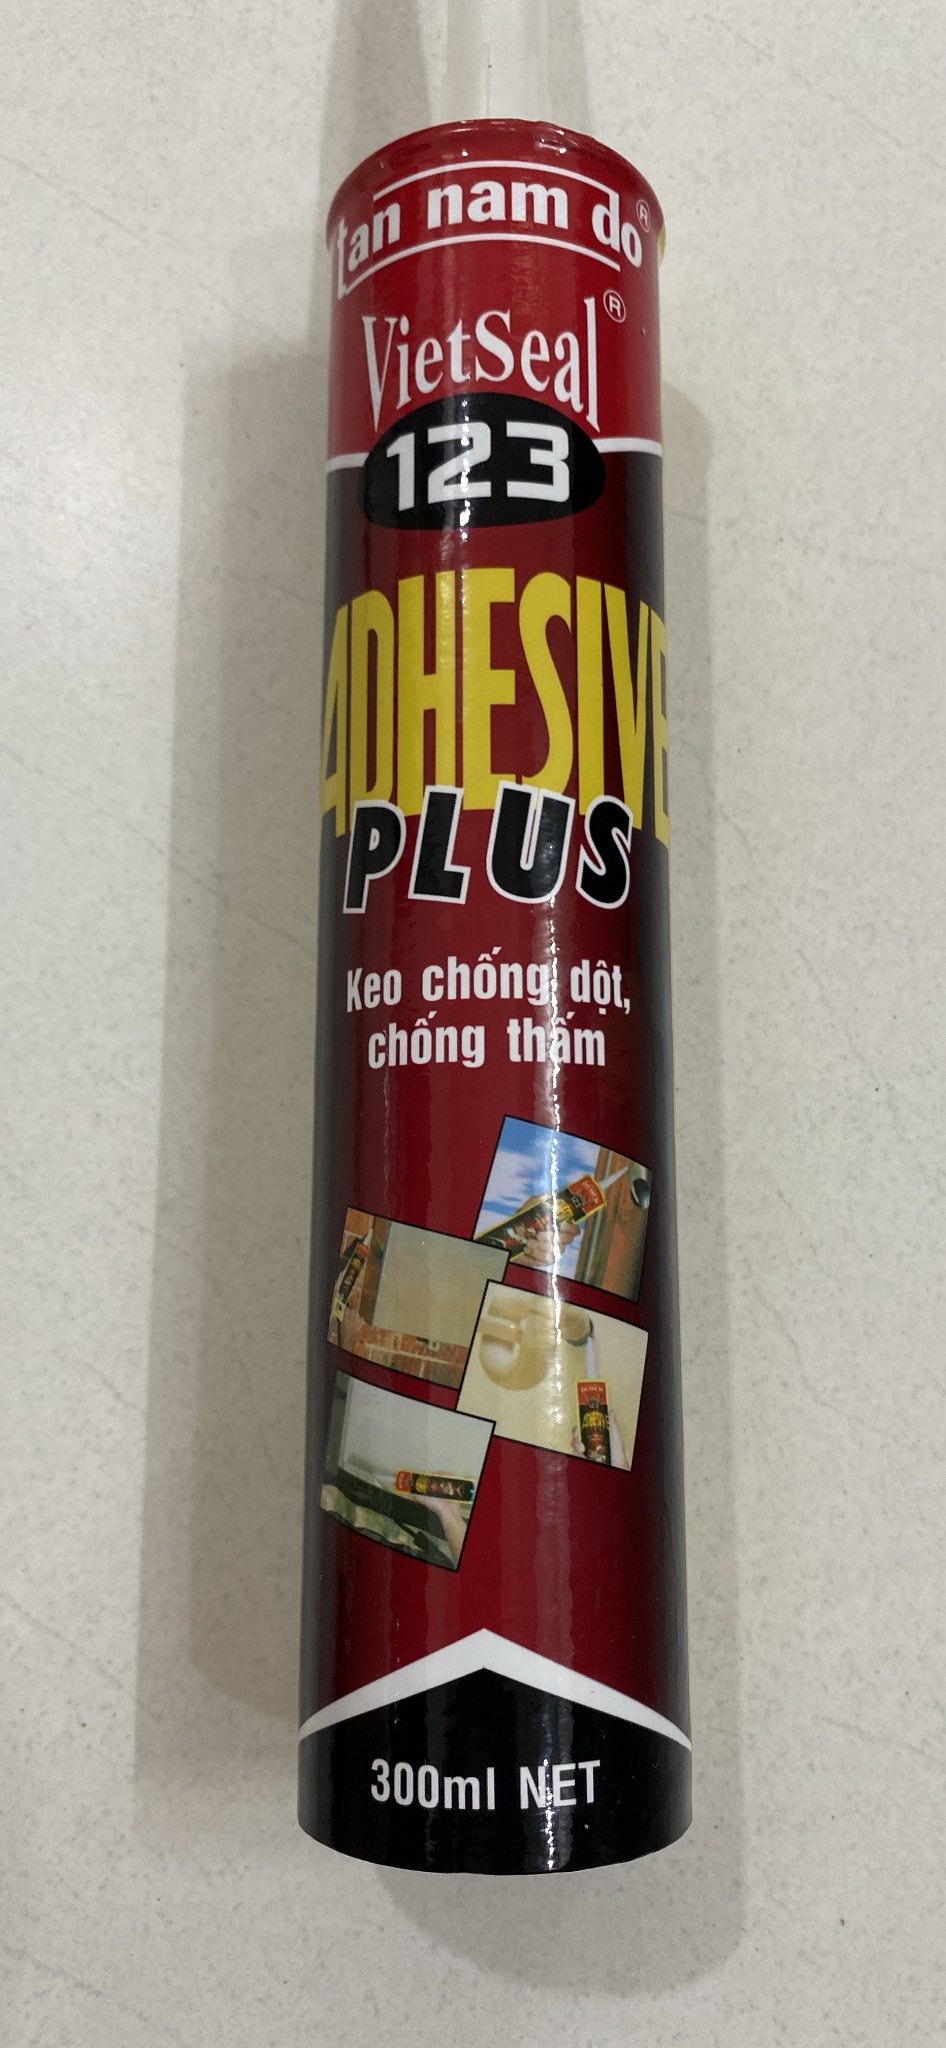 tan nam do®
VietSeal®
123
ADHESIVE
PLUS
Keo chống dột,
chống thấm
300ml NET